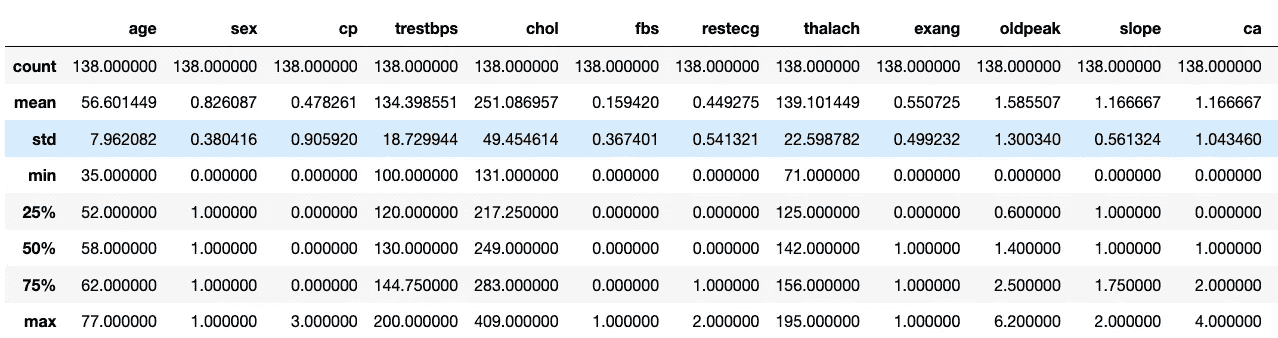 age sex cp trestbps chol fbs restecg thalach exang oldpeak slope ca
count 138.000000 138.000000 138.000000 138.000000 138.000000 138.000000 138.000000 138.000000 138.000000 138.000000 138.000000 138.000000
mean 56.601449 0.826087 0.478261 134.398551 251.086957 0.159420 0.449275 139.101449 0.550725 1.585507 1.166667 1.166667
std 7.962082 0.380416 0.905920 18.729944 49.454614 0.367401 0.541321 22.598782 0.499232 1.300340 0.561324 1.043460
min 35.000000 0.000000 0.000000 100.000000 131.000000 0.000000 0.000000 71.000000 0.000000 0.000000 0.000000 0.000000
25% 52.000000 1.000000 0.000000 120.000000 217.250000 0.000000 0.000000 125.000000 0.000000 0.600000 1.000000 0.000000
50% 58.000000 1.000000 0.000000 130.000000 249.000000 0.000000 0.000000 142.000000 1.000000 1.400000 1.000000 1.000000
75% 62.000000 1.000000 0.000000 144.750000 283.000000 0.000000 1.000000 156.000000 1.000000 2.500000 1.750000 2.000000
max 77.000000 1.000000 3.000000 200.000000 409.000000 1.000000 2.000000 195.000000 1.000000 6.200000 2.000000 4.000000